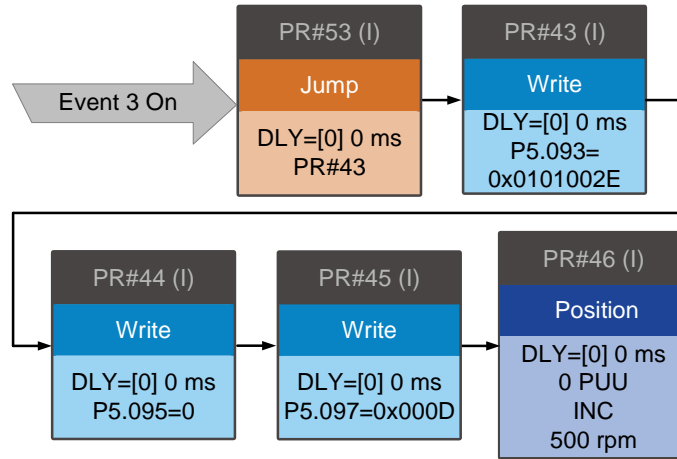 Event 3 On
PR#53 (I)
Jump
DLY=[0] 0 ms
PR#43
PR#43 (I)
Write
DLY=[0] 0 ms
P5.093=
0x0101002E
PR#44 (I)
Write
DLY=[0] 0 ms
P5.095=0
PR#45 (I)
Write
DLY=[0] 0 ms
P5.097=0x000D
PR#46 (I)
Position
DLY=[0] 0 ms
0 PUU
INC
500 rpm